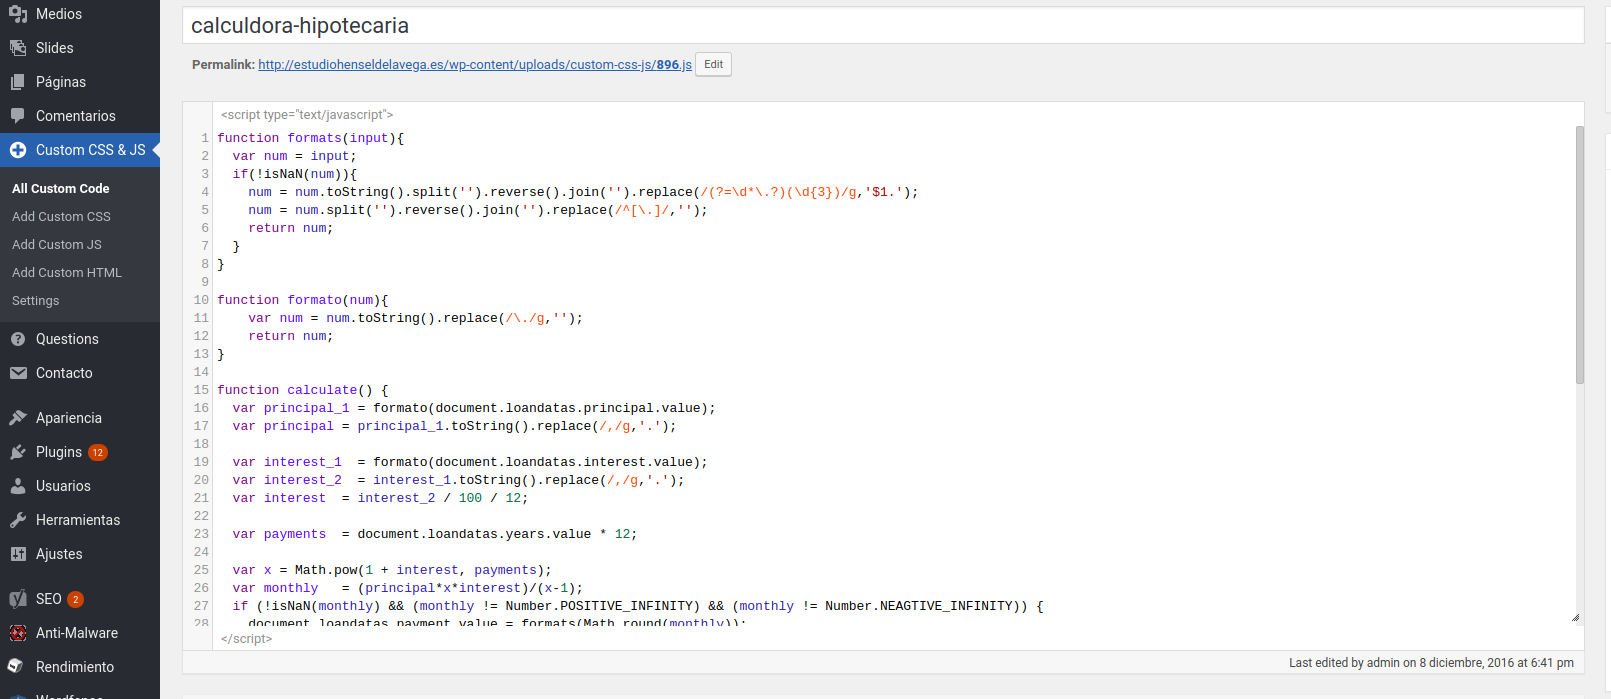 Medios
Slides
Páginas
Comentarios
Custom CSS & JS
All Custom Code
Add Custom CSS
Add Custom JS
Add Custom HTML
Settings
Questions
Contacto
Apariencia
Plugins 12
Usuarios
Herramientas
Ajustes
SEO 2
Anti-Malware
Rendimiento
Wordfence
calculdora-hipotecaria
Permalink: http://estudiohenseldelavega.es/wp-content/uploads/custom-css-js/896.js Edit
<script type="text/javascript">
1 function formats(input){
2   var num = input;
3   if(!isNaN(num)){
4     num = num.toString().split('').reverse().join('').replace(/(?=\d*\.?)(\d{3})/g,'$1.');
5     num = num.split('').reverse().join('').replace(/^[\.]/,'');
6     return num;
7   }
8 }
9
10 function formato(num){
11     var num = num.toString().replace(/\./g,'');
12     return num;
13 }
14
15 function calculate() {
16   var principal_1 = formato(document.loandatas.principal.value);
17   var principal = principal_1.toString().replace(/,/g,'.');
18
19   var interest_1  = formato(document.loandatas.interest.value);
20   var interest_2  = interest_1.toString().replace(/,/g,'.');
21   var interest  = interest_2 / 100 / 12;
22
23   var payments  = document.loandatas.years.value * 12;
24
25   var x = Math.pow(1 + interest, payments);
26   var monthly   = (principal*x*interest)/(x-1);
27   if (!isNaN(monthly) && (monthly != Number.POSITIVE_INFINITY) && (monthly != Number.NEAGTIVE_INFINITY)) {
28     document.loandatas.payment.value = formats(Math.round(monthly));
</script>
Last edited by admin on 8 diciembre, 2016 at 6:41 pm